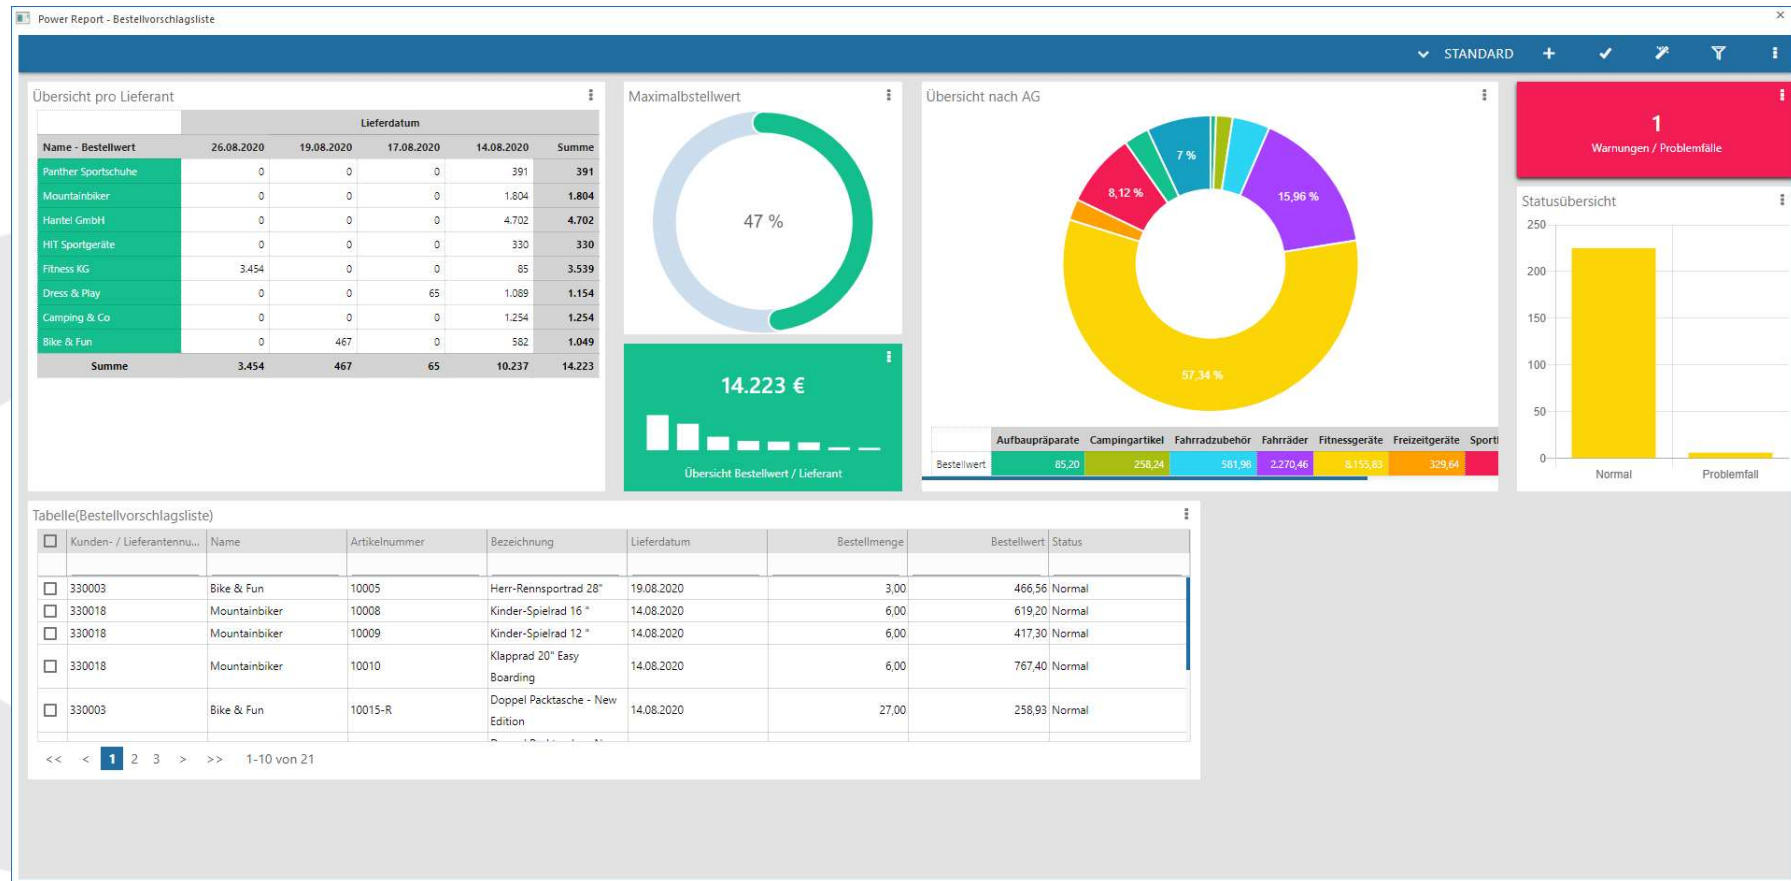 Power Report - Bestellvorschlagsliste
STANDARD
Übersicht pro Lieferant
Lieferdatum
Name - Bestellwert 26.08.2020 19.08.2020 17.08.2020 14.08.2020 Summe
Panther Sportschuhe 0 0 0 391 391
Mountainbiker 0 0 0 1.804 1.804
Hantel GmbH 0 0 0 4.702 4.702
HIT Sportgeräte 0 0 0 330 330
Fitness KG 3.454 0 0 85 3.539
Dress & Play 0 0 65 1.089 1.154
Camping & Co 0 0 0 1.254 1.254
Bike & Fun 0 467 0 582 1.049
Summe 3.454 467 65 10.237 14.223
Maximalbstellwert
47 %
14.223 €
Übersicht Bestellwert / Lieferant
Übersicht nach AG
7 %
8,12 %
15,96 %
57,34 %
Aufbaupräparate Campingartikel Fahrradzubehör Fahrräder Fitnessgeräte Freizeitgeräte
Bestellwert 85,20 258,24 581,98 2.270,46 8.155,83 329,64
1
Warnungen / Problemfälle
Statusübersicht
250
200
150
100
50
0
Normal Problemfall
Tabelle(Bestellvorschlagsliste)
Kunden- / Lieferantennu... Name Artikelnummer Bezeichnung Lieferdatum Bestellmenge Bestellwert Status
330003 Bike & Fun 10005 Herr-Rennsportrad 28" 19.08.2020 3,00 466,56 Normal
330018 Mountainbiker 10008 Kinder-Spielrad 16 " 14.08.2020 6,00 619,20 Normal
330018 Mountainbiker 10009 Kinder-Spielrad 12 " 14.08.2020 6,00 417,30 Normal
330018 Mountainbiker 10010 Klapprad 20" Easy 14.08.2020 6,00 767,40 Normal
Boarding
330003 Bike & Fun 10015-R Doppel Packtasche - New 14.08.2020 27,00 258,93 Normal
Edition
<< < 1 2 3 > >> 1-10 von 21